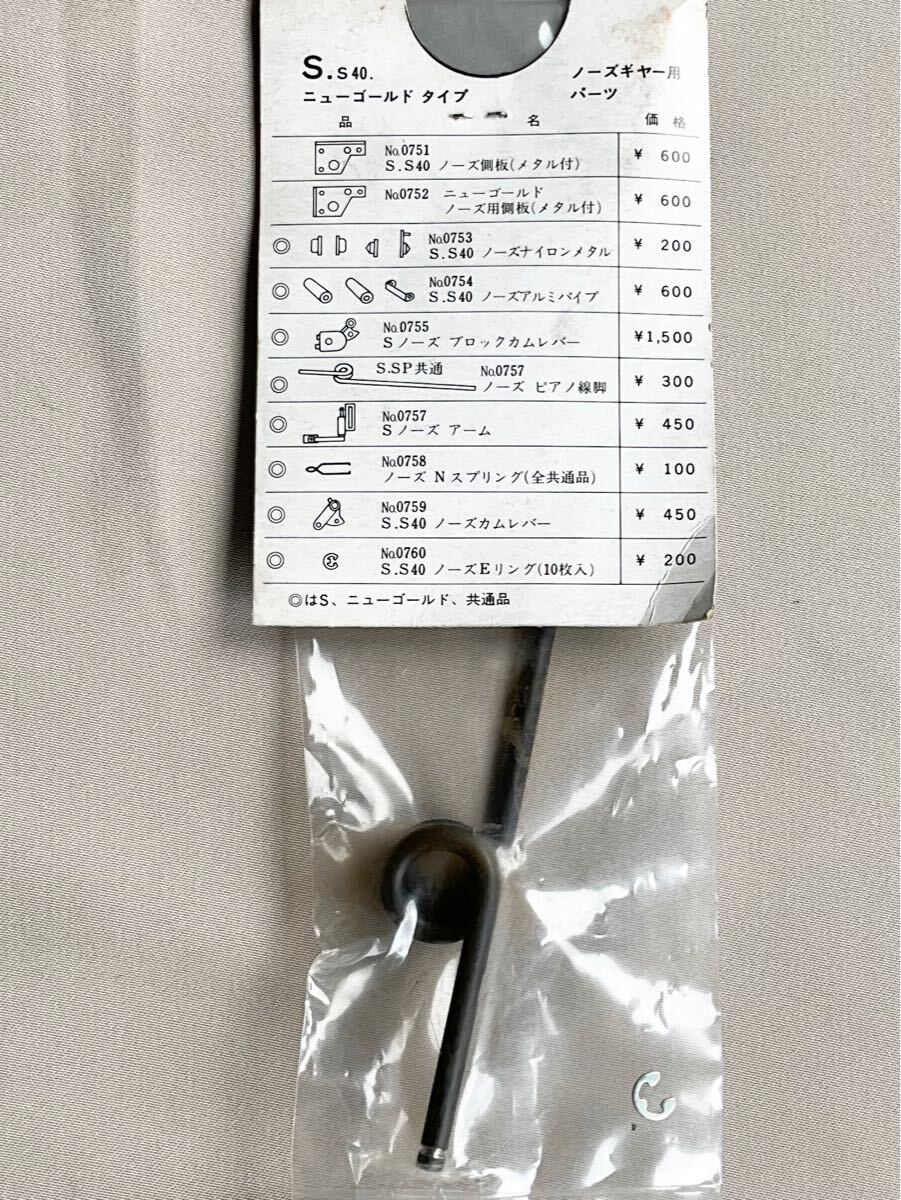 S.S40.
ノーズギヤー用
ニューゴールド タイプ
パーツ
品 名 価 格
No.0751
S.S40 ノーズ側板(メタル付) ¥ 600
No.0752 ニューゴールド
ノーズ用側板(メタル付) ¥ 600
◎ No.0753
S.S40 ノーズナイロンメタル ¥ 200
◎ No.0754
S.S40 ノーズアルミパイプ ¥ 600
◎ No.0755
Sノーズ ブロックカムレバー ¥1,500
S.SP共通 No.0757
◎ ノーズ ピアノ線脚 ¥ 300
◎ No.0757
Sノーズ アーム ¥ 450
◎ No.0758
ノーズ Nスプリング(全共通品) ¥ 100
◎ No.0759
S.S40 ノーズカムレバー ¥ 450
◎ No.0760
S.S40 ノーズEリング(10枚入) ¥ 200
◎はS、ニューゴールド、共通品